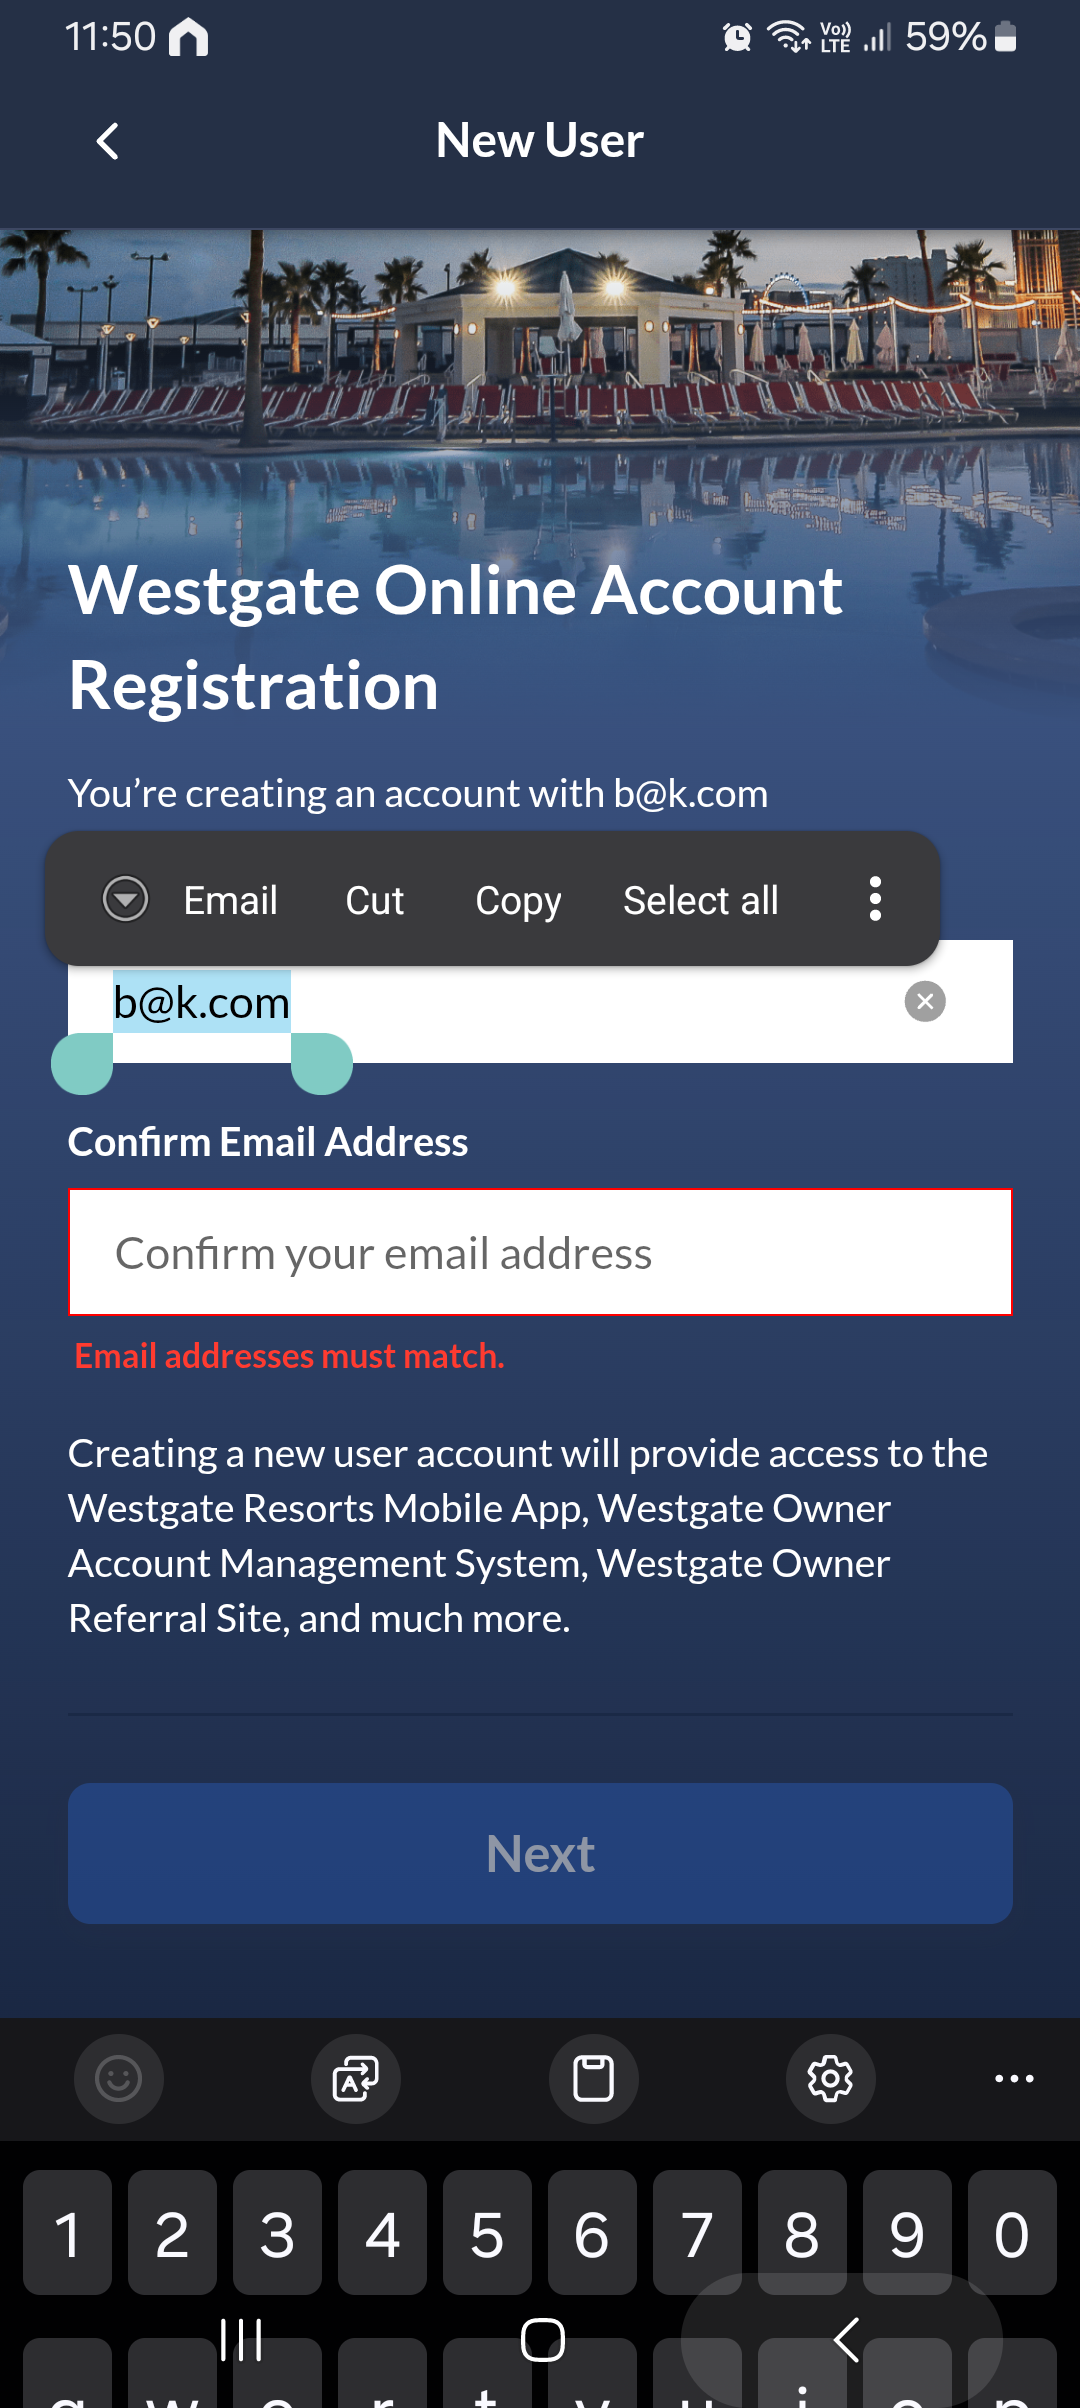 11:50 Vo)) LTE 59%
New User
Westgate Online Account
Registration
You’re creating an account with b@k.com
Email Cut Copy Select all
b@k.com
Confirm Email Address
Confirm your email address
Email addresses must match.
Creating a new user account will provide access to the
Westgate Resorts Mobile App, Westgate Owner
Account Management System, Westgate Owner
Referral Site, and much more.
Next
A
1 2 3 4 5 6 7 8 9 0
q w e r t y u i o p